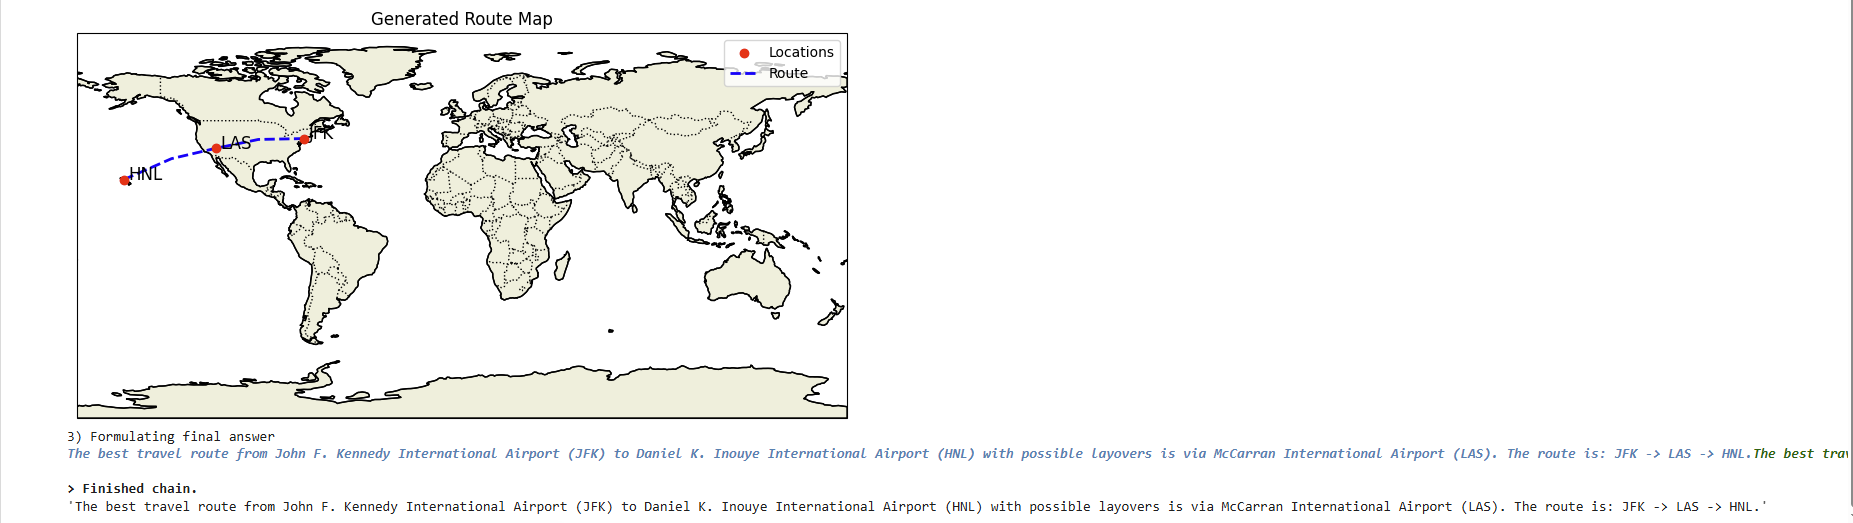 Generated Route Map
Locations
Route
JFK
LAS
HNL
3) Formulating final answer
The best travel route from John F. Kennedy International Airport (JFK) to Daniel K. Inouye International Airport (HNL) with possible layovers is via McCarran International Airport (LAS). The route is: JFK -> LAS -> HNL.The best trav
> Finished chain.
'The best travel route from John F. Kennedy International Airport (JFK) to Daniel K. Inouye International Airport (HNL) with possible layovers is via McCarran International Airport (LAS). The route is: JFK -> LAS -> HNL.'